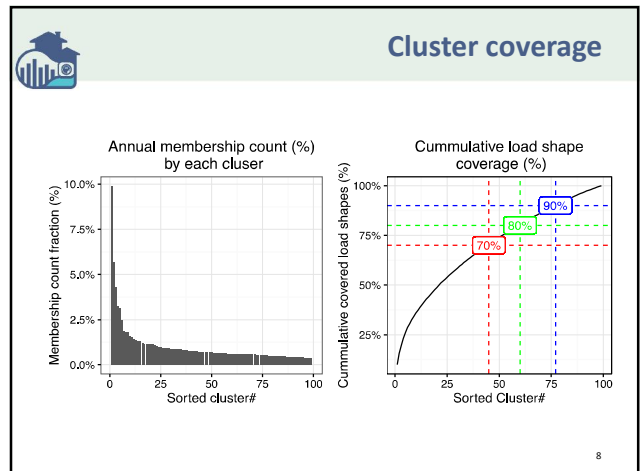 Cluster coverage
Annual membership count (%)
by each cluser
Membership count fraction (%)
10.0%
7.5%
5.0%
2.5%
0.0%
0
25
50
75
100
Sorted cluster#
Cummulative load shape
coverage (%)
Cummulative covered load shapes (%)
100%
75%
50%
25%
90%
80%
70%
0
25
50
75
100
Sorted Cluster#
8